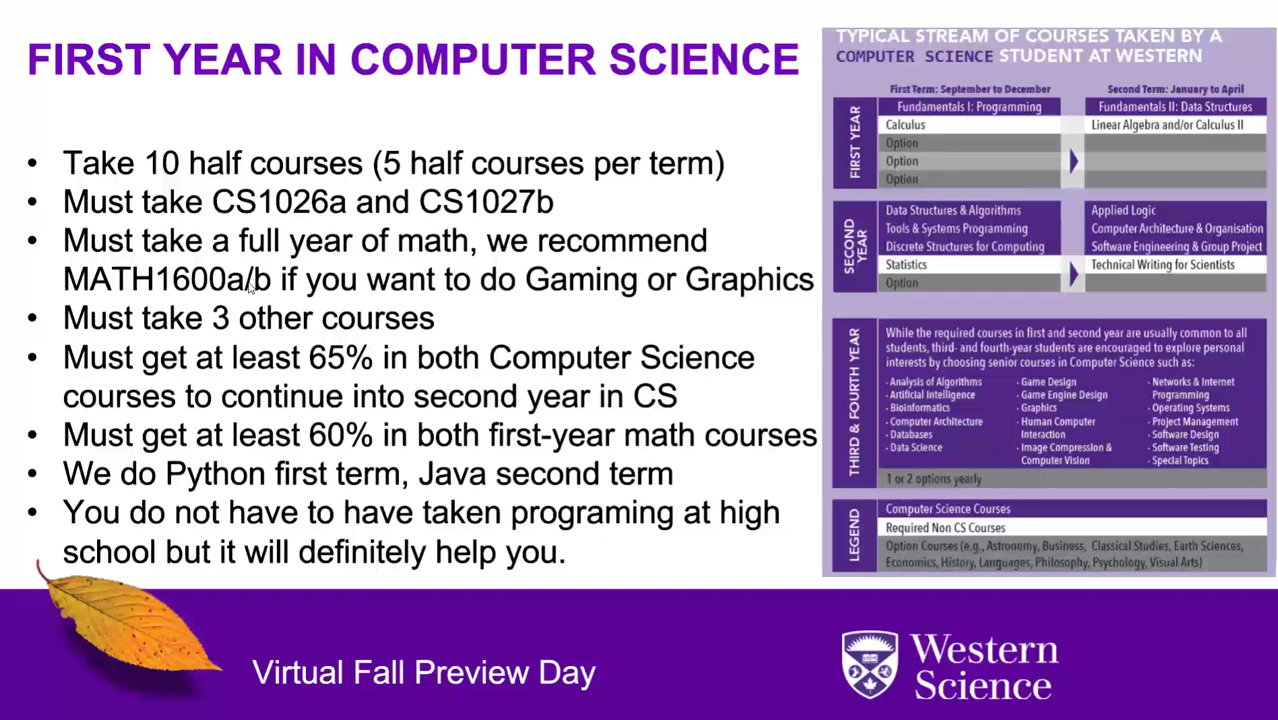 FIRST YEAR IN COMPUTER SCIENCE
• Take 10 half courses (5 half courses per term)
• Must take CS1026a and CS1027b
• Must take a full year of math, we recommend
MATH1600a/b if you want to do Gaming or Graphics
• Must take 3 other courses
• Must get at least 65% in both Computer Science
courses to continue into second year in CS
• Must get at least 60% in both first-year math courses
• We do Python first term, Java second term
• You do not have to have taken programing at high
school but it will definitely help you.
TYPICAL STREAM OF COURSES TAKEN BY A
COMPUTER SCIENCE STUDENT AT WESTERN
First Term: September to December
Second Term: January to April
FIRST YEAR
Fundamentals I: Programming
Calculus
Option
Option
Option
Fundamentals II: Data Structures
Linear Algebra and/or Calculus II
SECOND
YEAR
Data Structures & Algorithms
Tools & Systems Programming
Discrete Structures for Computing
Statistics
Option
Applied Logic
Computer Architecture & Organisation
Software Engineering & Group Project
Technical Writing for Scientists
THIRD & FOURTH YEAR
While the required courses in first and second year are usually common to all
students, third- and fourth-year students are encouraged to explore personal
interests by choosing senior courses in Computer Science such as:
· Analysis of Algorithms
· Artificial Intelligence
· Bioinformatics
· Computer Architecture
· Databases
· Data Science
· Game Design
· Game Engine Design
· Graphics
· Human Computer
Interaction
· Image Compression &
Computer Vision
· Networks & Internet
Programming
· Operating Systems
· Project Management
· Software Design
· Software Testing
· Special Topics
1 or 2 options yearly
LEGEND
Computer Science Courses
Required Non CS Courses
Option Courses (e.g., Astronomy, Business, Classical Studies, Earth Sciences,
Economics, History, Languages, Philosophy, Psychology, Visual Arts)
Virtual Fall Preview Day
Western
Science